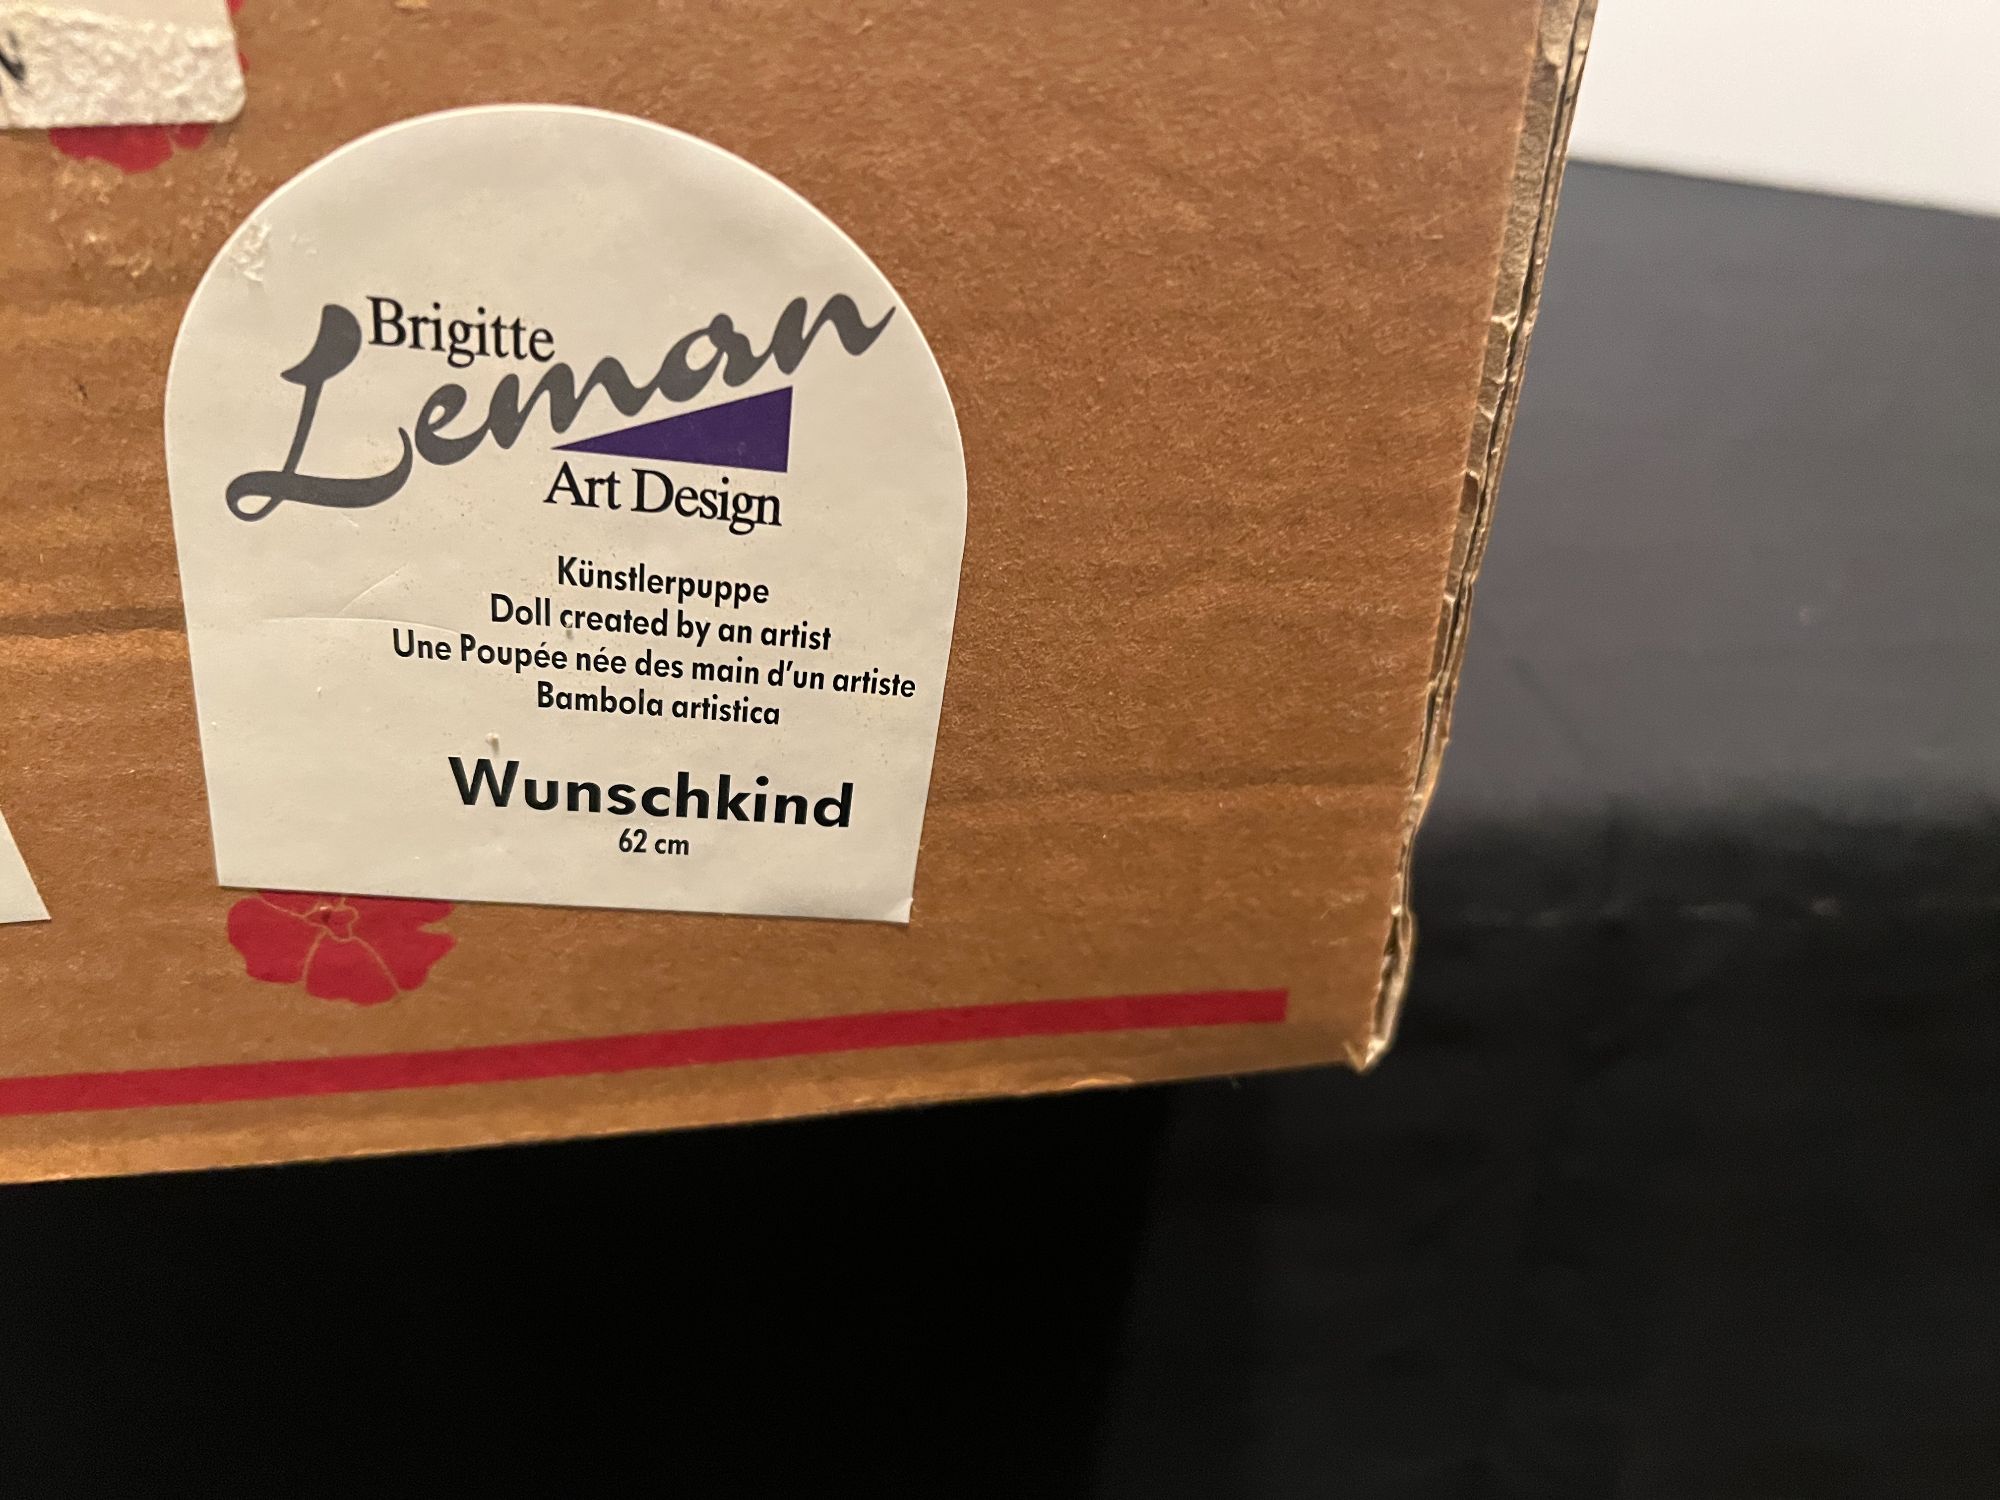 Brigitte
Leman
Art Design
Künstlerpuppe
Doll created by an artist
Une Poupée née des main d'un artiste
Bambola artistica
Wunschkind
62 cm